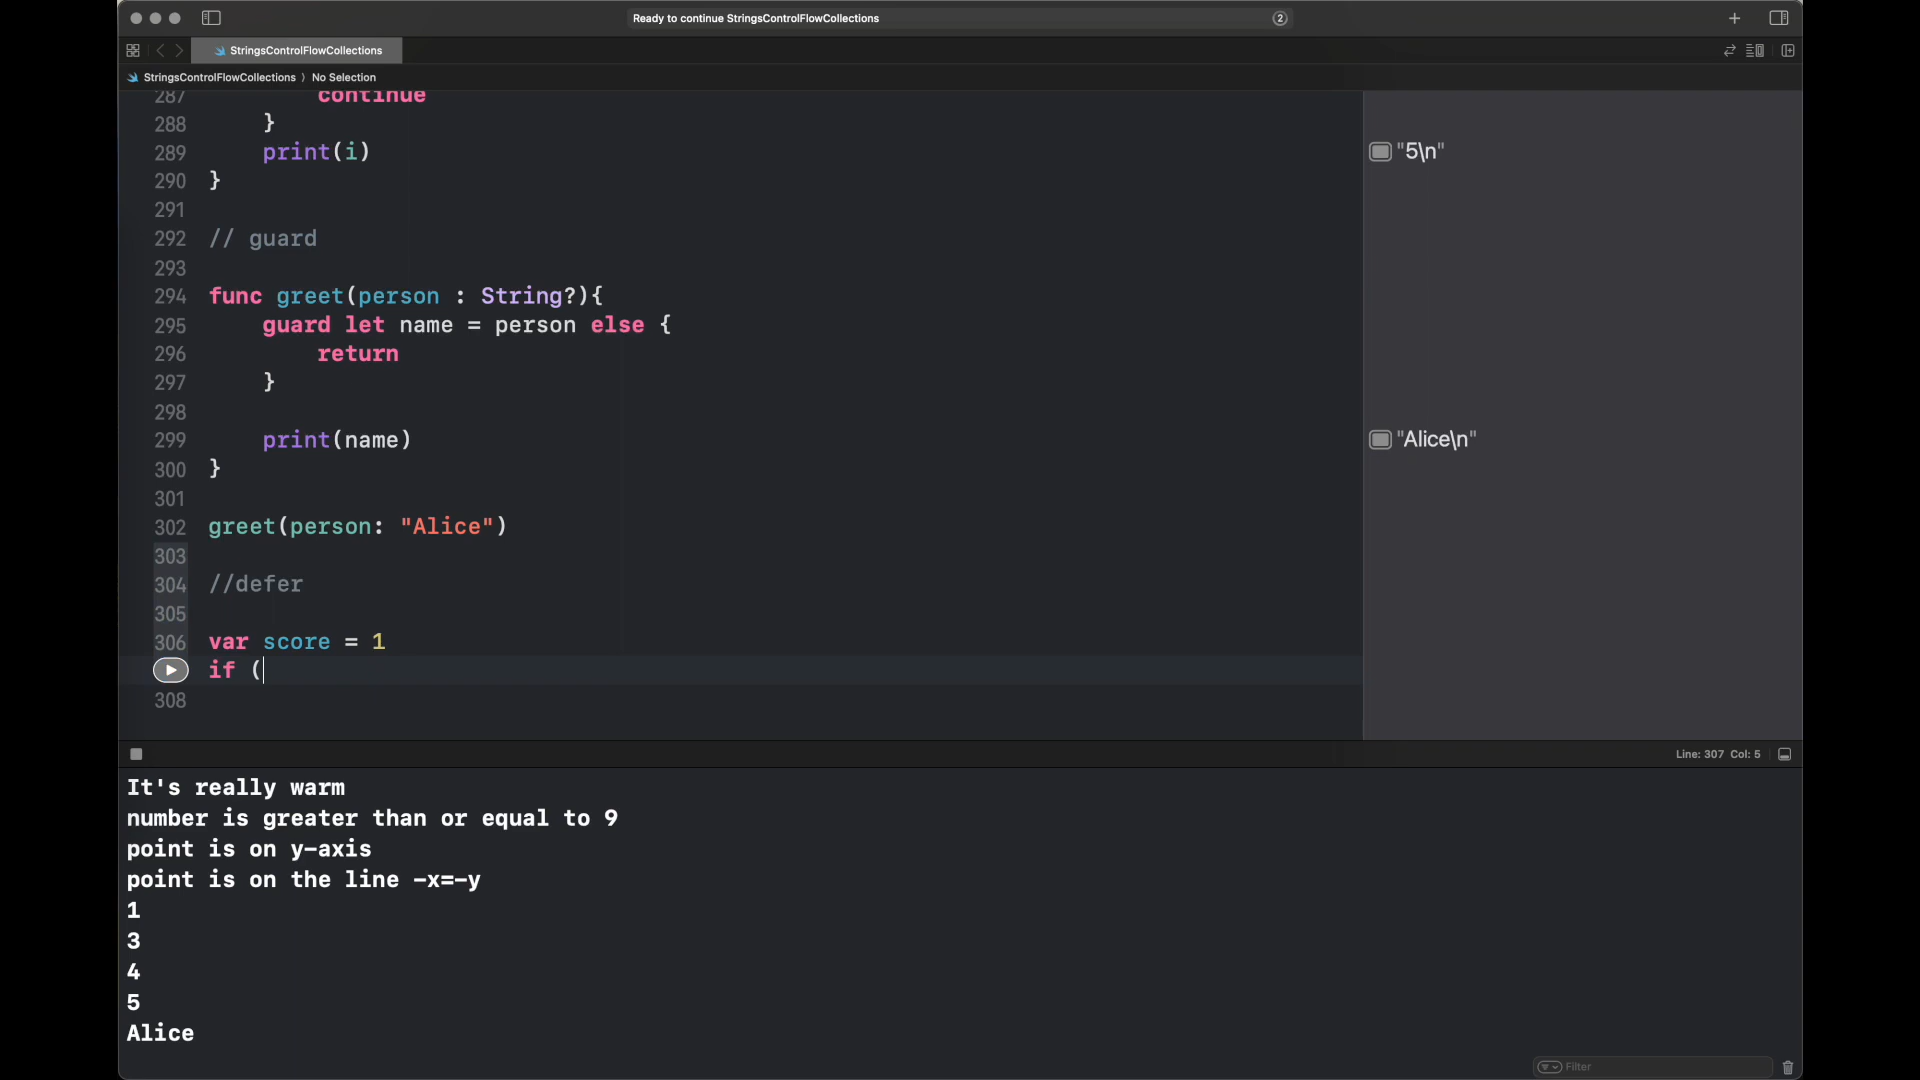 Ready to continue StringsControlFlowCollections
2
StringsControlFlowCollections
StringsControlFlowCollections ⟩ No Selection
287 continue
288 }
289 print(i)
"5\n"
290 }
291
292 // guard
293
294 func greet(person : String?){
295 guard let name = person else {
296 return
297 }
298
299 print(name)
"Alice\n"
300 }
301
302 greet(person: "Alice")
303
304 //defer
305
306 var score = 1
if (
308
Line: 307 Col: 5
It's really warm
number is greater than or equal to 9
point is on y-axis
point is on the line -x=-y
1
3
4
5
Alice
Filter